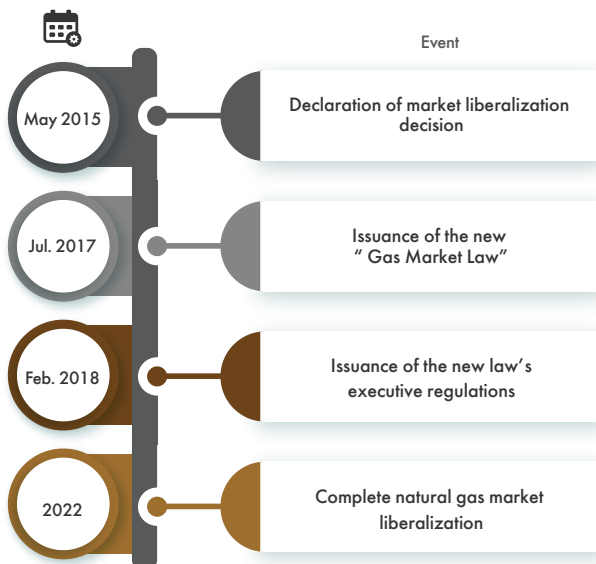 Event
May 2015
Declaration of market liberalization
decision
Jul. 2017
Issuance of the new
“ Gas Market Law”
Feb. 2018
Issuance of the new law’s
executive regulations
2022
Complete natural gas market
liberalization